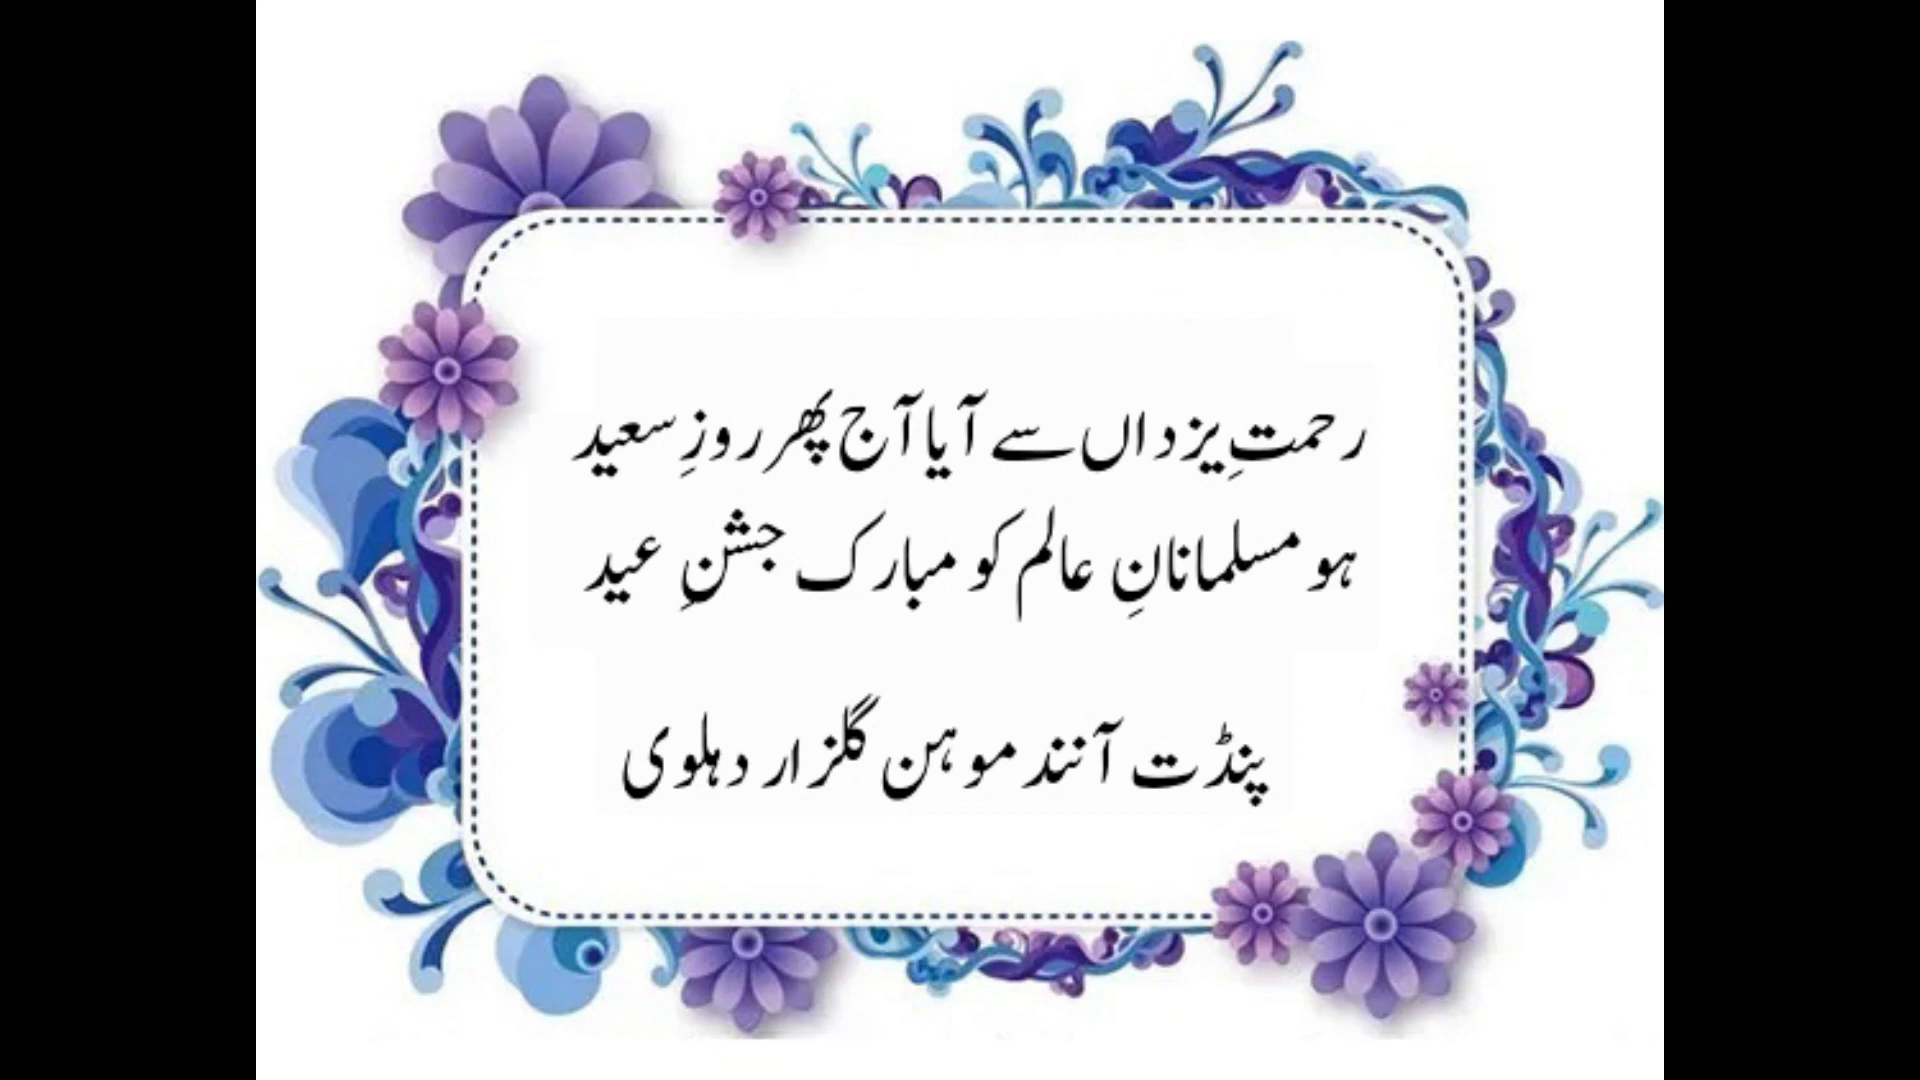 رحمتِ یزداں سے آیا آج پھر روزِ سعید
ہو مسلمانانِ عالم کو مبارک جشنِ عید
پنڈت آنند موہن گلزار دہلوی